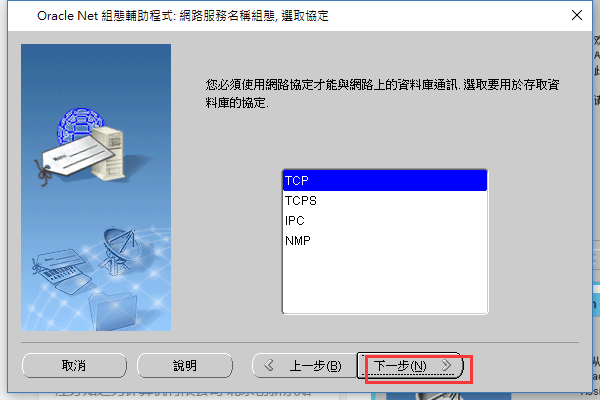 Oracle Net 組態輔助程式: 網路服務名稱組態, 選取協定
您必須使用網路協定才能與網路上的資料庫通訊. 選取要用於存取資
料庫的協定.
TCP
TCPS
IPC
NMP
取消
說明
上一步(B)
下一步(N)